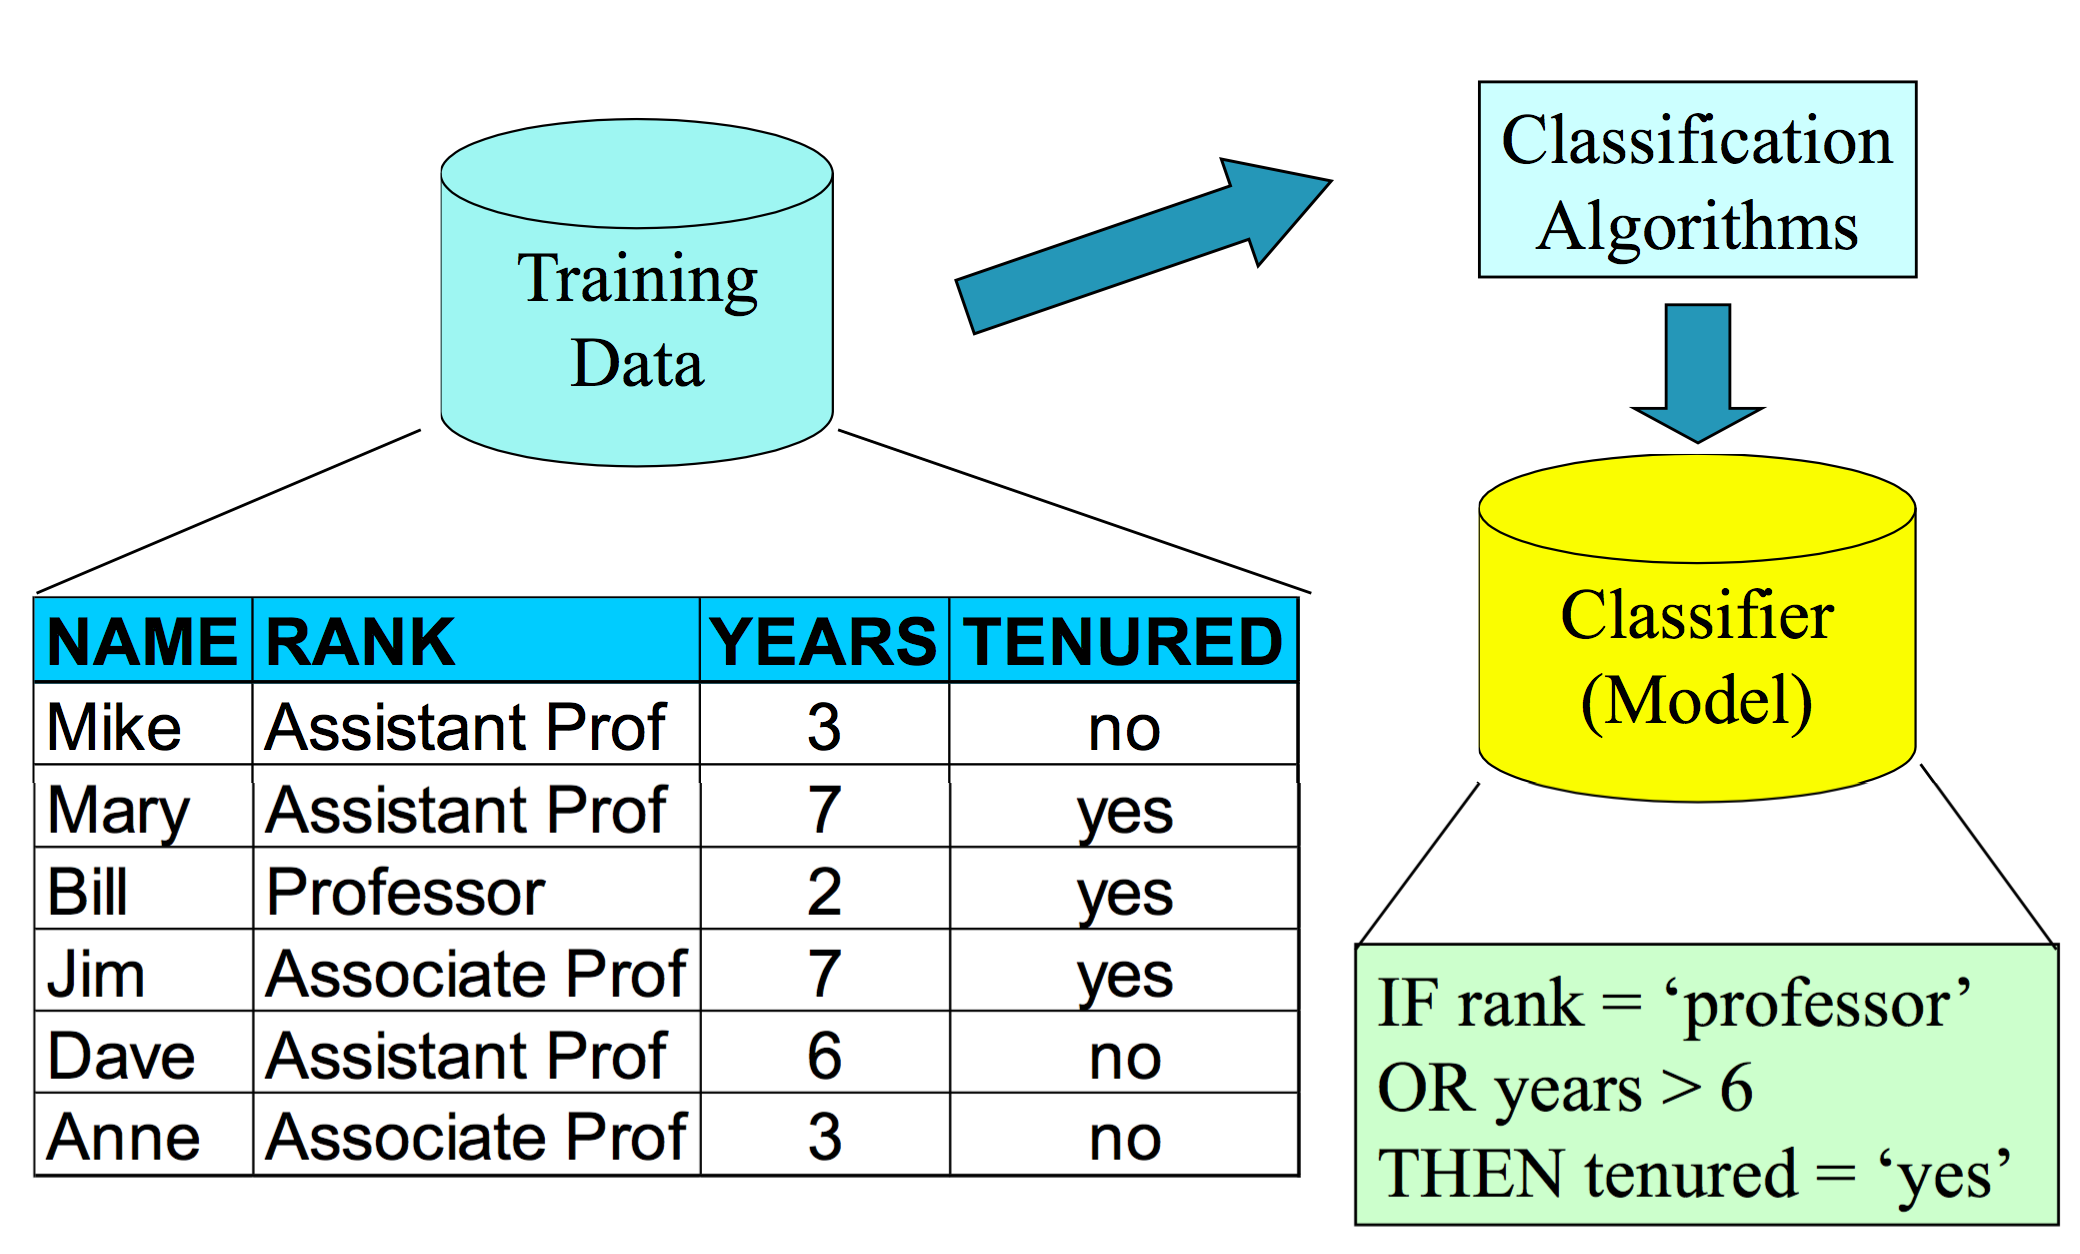 Training
Data
Classification
Algorithms
Classifier
(Model)
NAME RANK YEARS TENURED
Mike Assistant Prof 3 no
Mary Assistant Prof 7 yes
Bill Professor 2 yes
Jim Associate Prof 7 yes
Dave Assistant Prof 6 no
Anne Associate Prof 3 no
IF rank = ‘professor’
OR years > 6
THEN tenured = ‘yes’